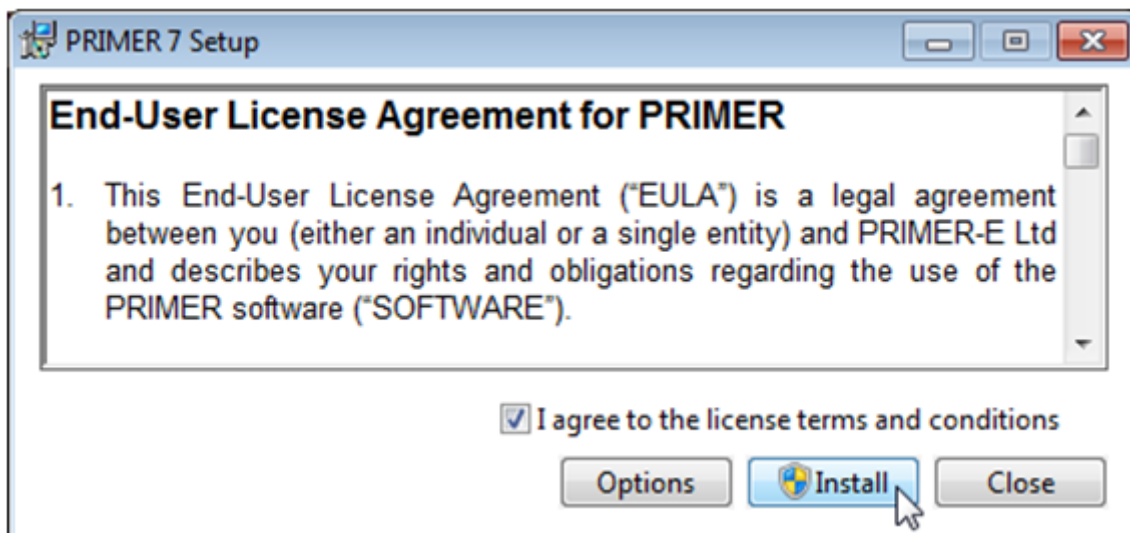 PRIMER 7 Setup
End-User License Agreement for PRIMER
1. This End-User License Agreement (“EULA”) is a legal agreement
between you (either an individual or a single entity) and PRIMER-E Ltd
and describes your rights and obligations regarding the use of the
PRIMER software (“SOFTWARE”).
I agree to the license terms and conditions
Options Install Close